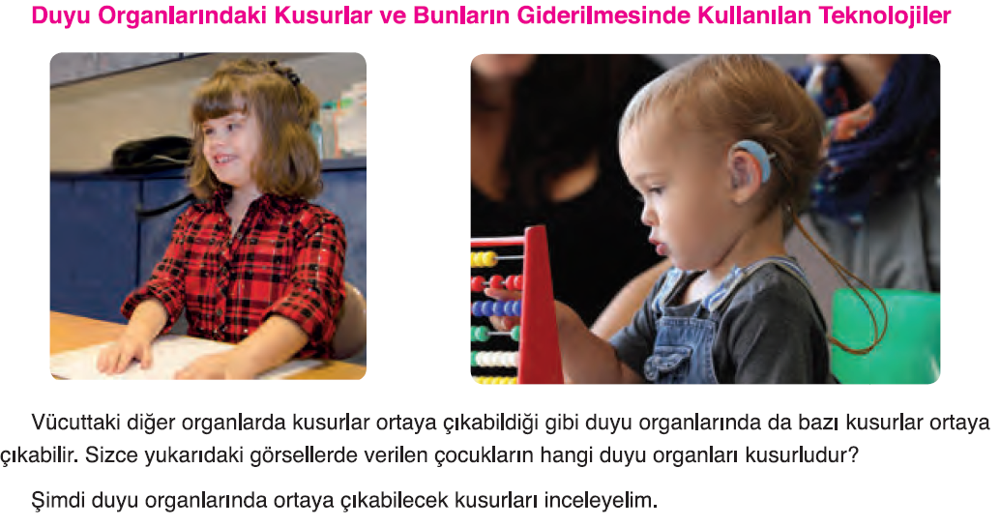 Duyu Organlarındaki Kusurlar ve Bunların Giderilmesinde Kullanılan Teknolojiler
Vücuttaki diğer organlarda kusurlar ortaya çıkabildiği gibi duyu organlarında da bazı kusurlar ortaya
çıkabilir. Sizce yukarıdaki görsellerde verilen çocukların hangi duyu organları kusurludur?
Şimdi duyu organlarında ortaya çıkabilecek kusurları inceleyelim.